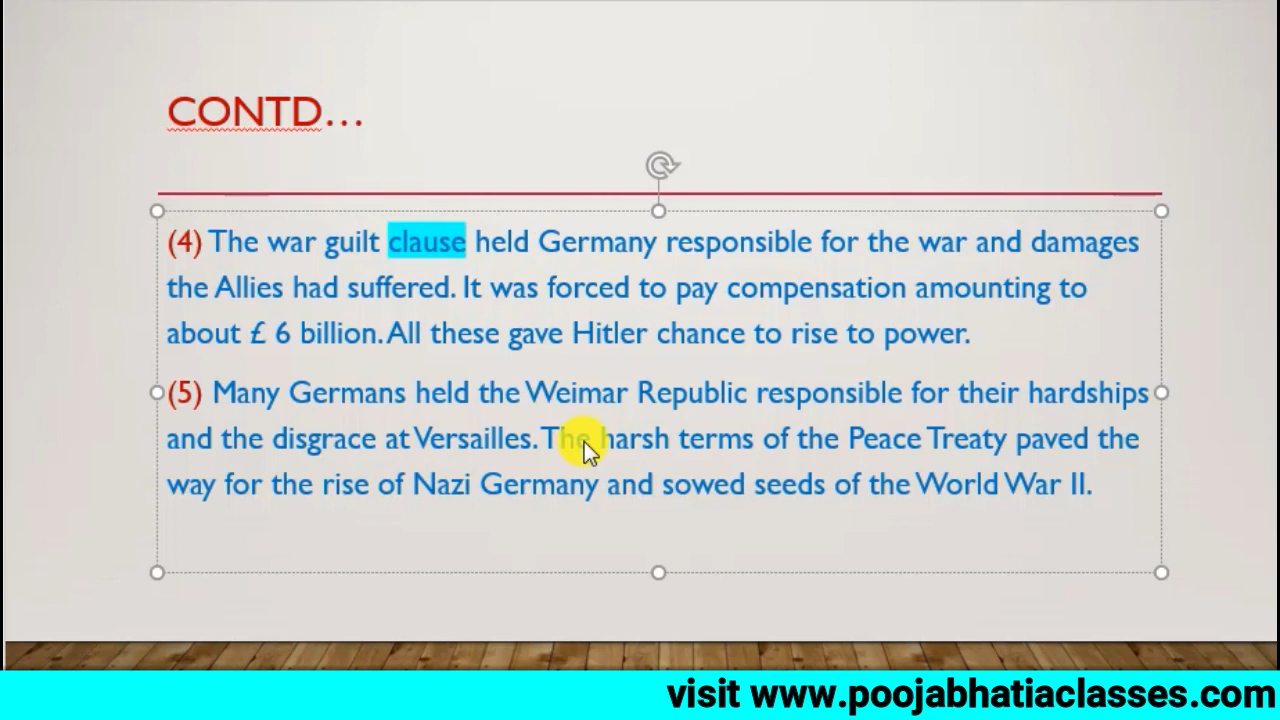 CONTD...
(4) The war guilt clause held Germany responsible for the war and damages
the Allies had suffered. It was forced to pay compensation amounting to
about £ 6 billion. All these gave Hitler chance to rise to power.
(5) Many Germans held the Weimar Republic responsible for their hardships
and the disgrace at Versailles. The harsh terms of the Peace Treaty paved the
way for the rise of Nazi Germany and sowed seeds of the World War II.
visit www.poojabhatiaclasses.com